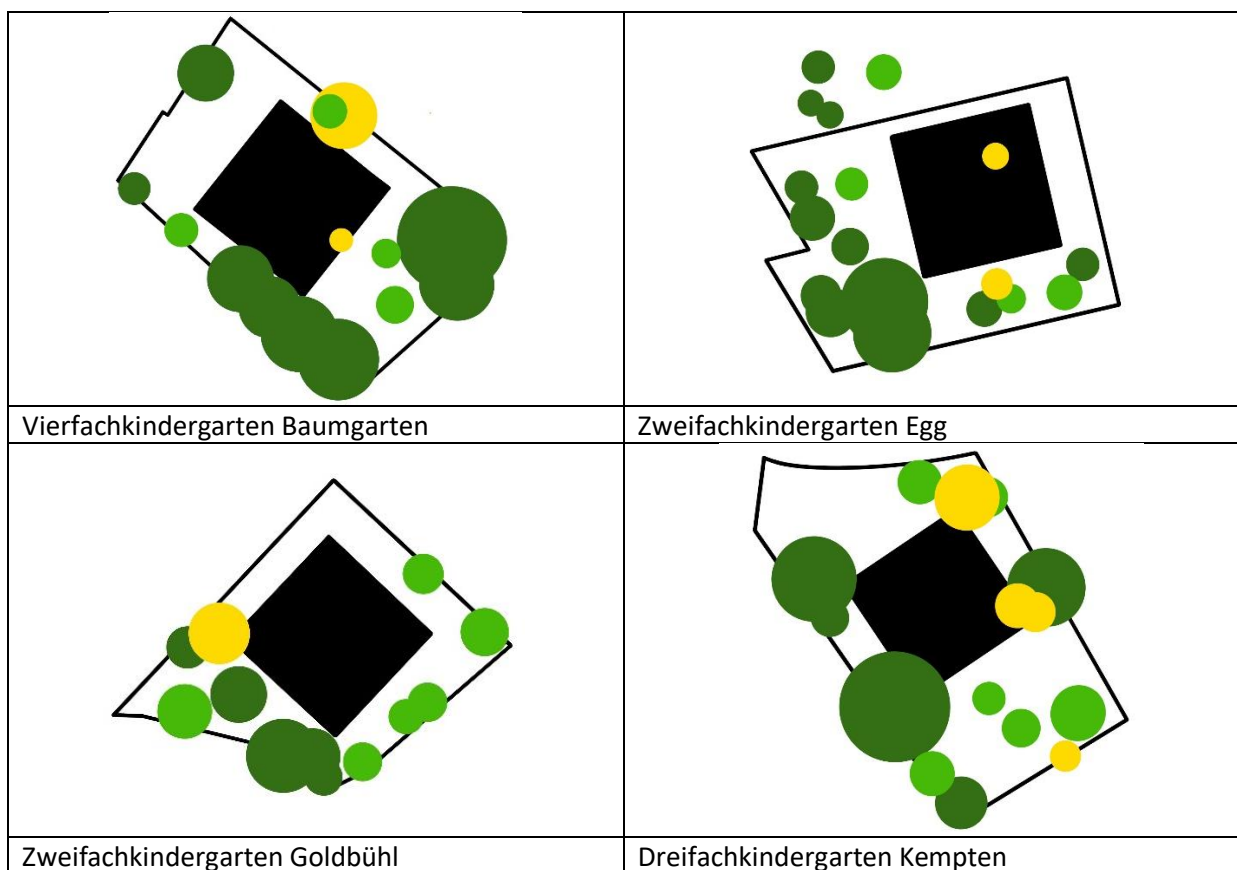 Vierfachkindergarten Baumgarten
Zweifachkindergarten Egg
Zweifachkindergarten Goldbühl
Dreifachkindergarten Kempten